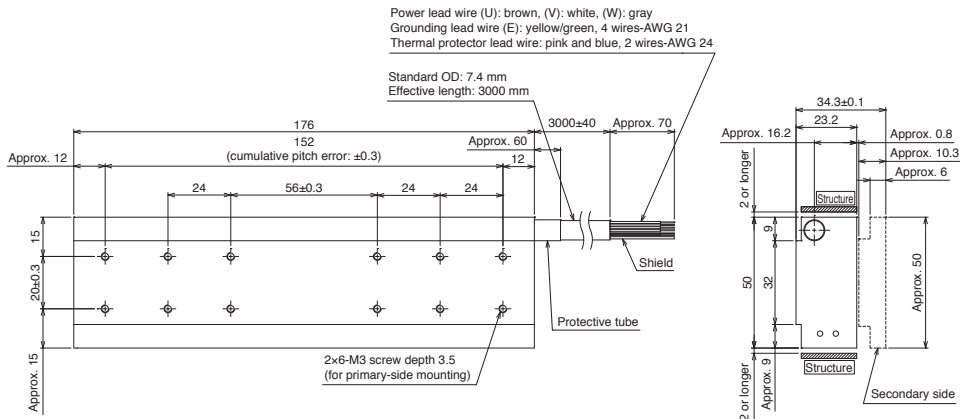 Power lead wire (U): brown, (V): white, (W): gray
Grounding lead wire (E): yellow/green, 4 wires-AWG 21
Thermal protector lead wire: pink and blue, 2 wires-AWG 24
Standard OD: 7.4 mm
Effective length: 3000 mm
176
3000±40
Approx. 70
152
(cumulative pitch error: ±0.3)
Approx. 60
Approx. 12
12
24
56±0.3
24
24
15
20±0.3
Approx. 15
Shield
Protective tube
2×6-M3 screw depth 3.5
(for primary-side mounting)
34.3±0.1
23.2
Approx. 16.2
Approx. 0.8
Approx. 10.3
Approx. 6
2 or longer
Structure
9
50
32
Approx. 50
Approx. 9
2 or longer
Structure
Secondary side